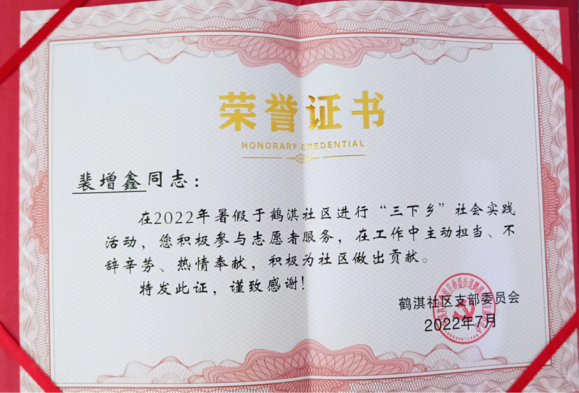 荣誉证书
HONORARY CREDENTIAL
裴增鑫同志：
在2022年暑假于鹤淇社区进行“三下乡”社会实践
活动，您积极参与志愿者服务，在工作中主动担当、不
辞辛劳、热情奉献，积极为社区做出贡献。
特发此证，谨致感谢！
鹤淇社区支部委员会
2022年7月